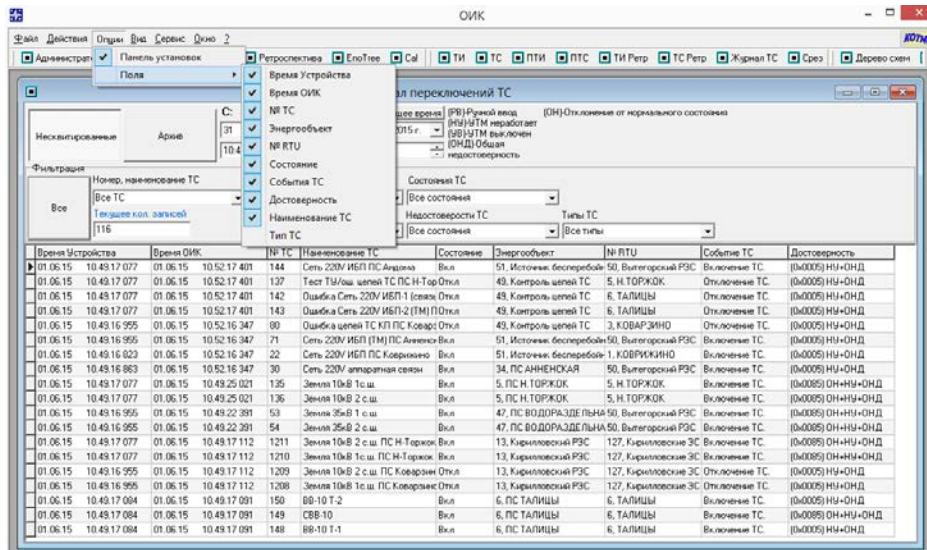 ОИК
Файл Действия Опции Вид Сервис Окно ?
КОТМ
Администрат
Ретроспектива EnoTree Cal ТИ ТС ПТИ ПТС ТИ Ретр ТС Ретр Журнал ТС Срез Дерево схем
Панель установок
Поля
Время Устройства
Время ОИК
№ ТС
Энергообъект
№ RTU
Состояние
События ТС
Достоверность
Наименование ТС
Тип ТС
ал переключений ТС
Несквитированные Архив
С:
31
10:4
щее время
2015 г.
(РВ)-Ручной ввод (ОН)-Отклонение от нормального состояния
(НУ)-УТМ неработает
(УВ)-УТМ выключен
(ОНД)-Общая
недостоверность
Фильтрация
Все
Номер, наименование ТС Состояния ТС
Все ТС Все состояния
Текущее кол. записей Недостоверости ТС Типы ТС
116 Все состояния Все типы
Время Устройства Время ОИК № ТС Наименование ТС Состояние Энергообъект № RTU Событие ТС Достоверность
01.06.15 10.49.17 077 01.06.15 10.52.17 401 144 Сеть 220V ИБП ПС Андома Вкл 51, Источник бесперебойн 50, Вытегорский РЭС Включение ТС. (0x0005) НУ+ОНД
01.06.15 10.49.17 077 01.06.15 10.52.17 401 137 Тест ТУ/ош. цепей ТС ПС Н-Тор Откл 49, Контроль цепей ТС 5, Н.ТОРЖОК Отключение ТС. (0x0005) НУ+ОНД
01.06.15 10.49.17 077 01.06.15 10.52.17 401 142 Ошибка Сеть 220V ИБП-1 (связь Откл 49, Контроль цепей ТС 6, ТАЛИЦЫ Отключение ТС. (0x0005) НУ+ОНД
01.06.15 10.49.17 077 01.06.15 10.52.17 401 143 Ошибка Сеть 220V ИБП-2 (ТМ) П Откл 49, Контроль цепей ТС 6, ТАЛИЦЫ Отключение ТС. (0x0005) НУ+ОНД
01.06.15 10.49.16 955 01.06.15 10.52.16 347 80 Ошибка цепей ТС КП ПС Коварз Откл 49, Контроль цепей ТС 3, КОВАРЗИНО Отключение ТС. (0x0005) НУ+ОНД
01.06.15 10.49.16 955 01.06.15 10.52.16 347 71 Сеть 220V ИБП (ТМ) ПС Анненск Вкл 51, Источник бесперебойн 50, Вытегорский РЭС Включение ТС. (0x0005) НУ+ОНД
01.06.15 10.49.16 023 01.06.15 10.52.16 347 22 Сеть 220V ИБП ПС Коврижино Вкл 51, Источник бесперебойн 1, КОВРИЖИНО Включение ТС. (0x0005) НУ+ОНД
01.06.15 10.49.16 863 01.06.15 10.52.16 347 30 Сеть 220V аппаратная связи Вкл 34, ПС АННЕНСКАЯ 50, Вытегорский РЭС Включение ТС. (0x0005) НУ+ОНД
01.06.15 10.49.17 077 01.06.15 10.49.25 021 135 Земля 10кВ 1с.ш. Вкл 5, ПС Н.ТОРЖОК 5, Н.ТОРЖОК Включение ТС. (0x0085) ОН+НУ+ОНД
01.06.15 10.49.17 077 01.06.15 10.49.25 021 136 Земля 10кВ 2 с.ш. Вкл 5, ПС Н.ТОРЖОК 5, Н.ТОРЖОК Включение ТС. (0x0085) ОН+НУ+ОНД
01.06.15 10.49.16 955 01.06.15 10.49.22 391 53 Земля 35кВ 1 с.ш. Вкл 47, ПС ВОДОРАЗДЕЛЬНА 50, Вытегорский РЭС Включение ТС. (0x0085) ОН+НУ+ОНД
01.06.15 10.49.16 955 01.06.15 10.49.22 391 54 Земля 35кВ 2 с.ш. Вкл 47, ПС ВОДОРАЗДЕЛЬНА 50, Вытегорский РЭС Включение ТС. (0x0085) ОН+НУ+ОНД
01.06.15 10.49.17 077 01.06.15 10.49.17 112 1211 Земля 10кВ 2 с.ш. ПС Н-Торжок Вкл 13, Кирилловский РЭС 127, Кирилловские ЭС Включение ТС. (0x0085) ОН+НУ+ОНД
01.06.15 10.49.17 077 01.06.15 10.49.17 112 1210 Земля 10кВ 1с.ш. ПС Н-Торжок Вкл 13, Кирилловский РЭС 127, Кирилловские ЭС Включение ТС. (0x0085) ОН+НУ+ОНД
01.06.15 10.49.16 955 01.06.15 10.49.17 112 1209 Земля 10кВ 2 с.ш. ПС Коварзин Откл 13, Кирилловский РЭС 127, Кирилловские ЭС Отключение ТС. (0x0005) НУ+ОНД
01.06.15 10.49.16 955 01.06.15 10.49.17 112 1208 Земля 10кВ 1с.ш. ПС Коварзинс Откл 13, Кирилловский РЭС 127, Кирилловские ЭС Отключение ТС. (0x0005) НУ+ОНД
01.06.15 10.49.17 084 01.06.15 10.49.17 091 150 ВВ-10 Т-2 Вкл 6, ПС ТАЛИЦЫ 6, ТАЛИЦЫ Включение ТС. (0x0005) НУ+ОНД
01.06.15 10.49.17 084 01.06.15 10.49.17 091 149 СВВ-10 Вкл 6, ПС ТАЛИЦЫ 6, ТАЛИЦЫ Включение ТС. (0x0085) ОН+НУ+ОНД
01.06.15 10.49.17 084 01.06.15 10.49.17 091 148 ВВ-10 Т-1 Вкл 6, ПС ТАЛИЦЫ 6, ТАЛИЦЫ Включение ТС. (0x0005) НУ+ОНД